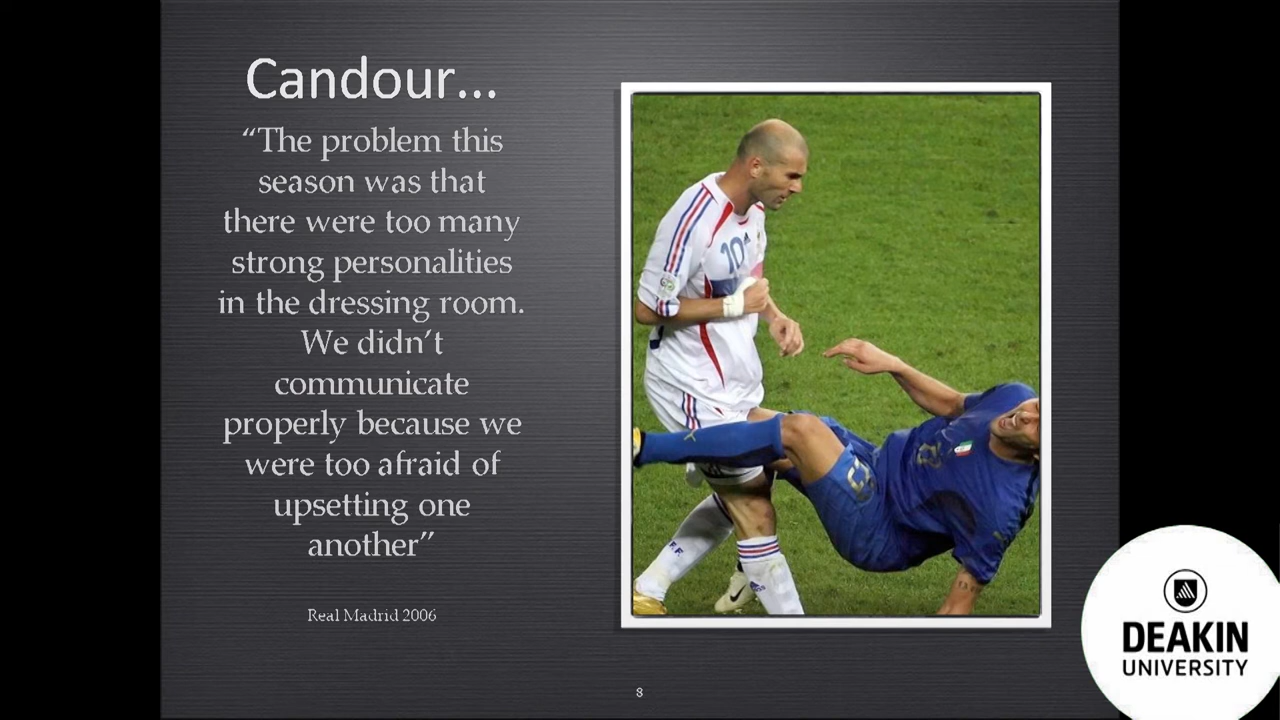 Candour...
“The problem this
season was that
there were too many
strong personalities
in the dressing room.
We didn’t
communicate
properly because we
were too afraid of
upsetting one
another”
Real Madrid 2006
10
F.F.
8
DEAKIN
UNIVERSITY